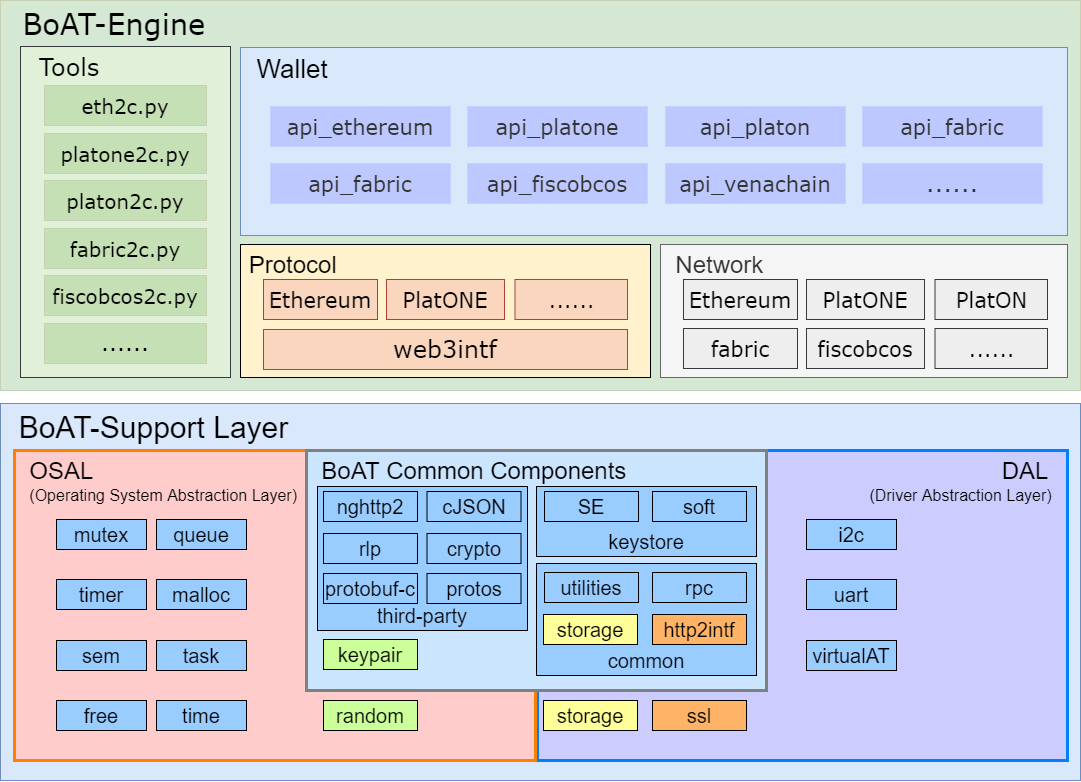 BoAT-Engine
Tools
eth2c.py
platone2c.py
platon2c.py
fabric2c.py
fiscobcos2c.py
......
Wallet
api_ethereum
api_platone
api_platon
api_fabric
api_fabric
api_fiscobcos
api_venachain
......
Protocol
Ethereum
PlatONE
......
web3intf
Network
Ethereum
PlatONE
PlatON
fabric
fiscobcos
......
BoAT-Support Layer
OSAL
(Operating System Abstraction Layer)
mutex
queue
timer
malloc
sem
task
free
time
BoAT Common Components
nghttp2
cJSON
rlp
crypto
protobuf-c
protos
third-party
keypair
random
SE
soft
keystore
utilities
rpc
storage
http2intf
common
storage
ssl
DAL
(Driver Abstraction Layer)
i2c
uart
virtualAT